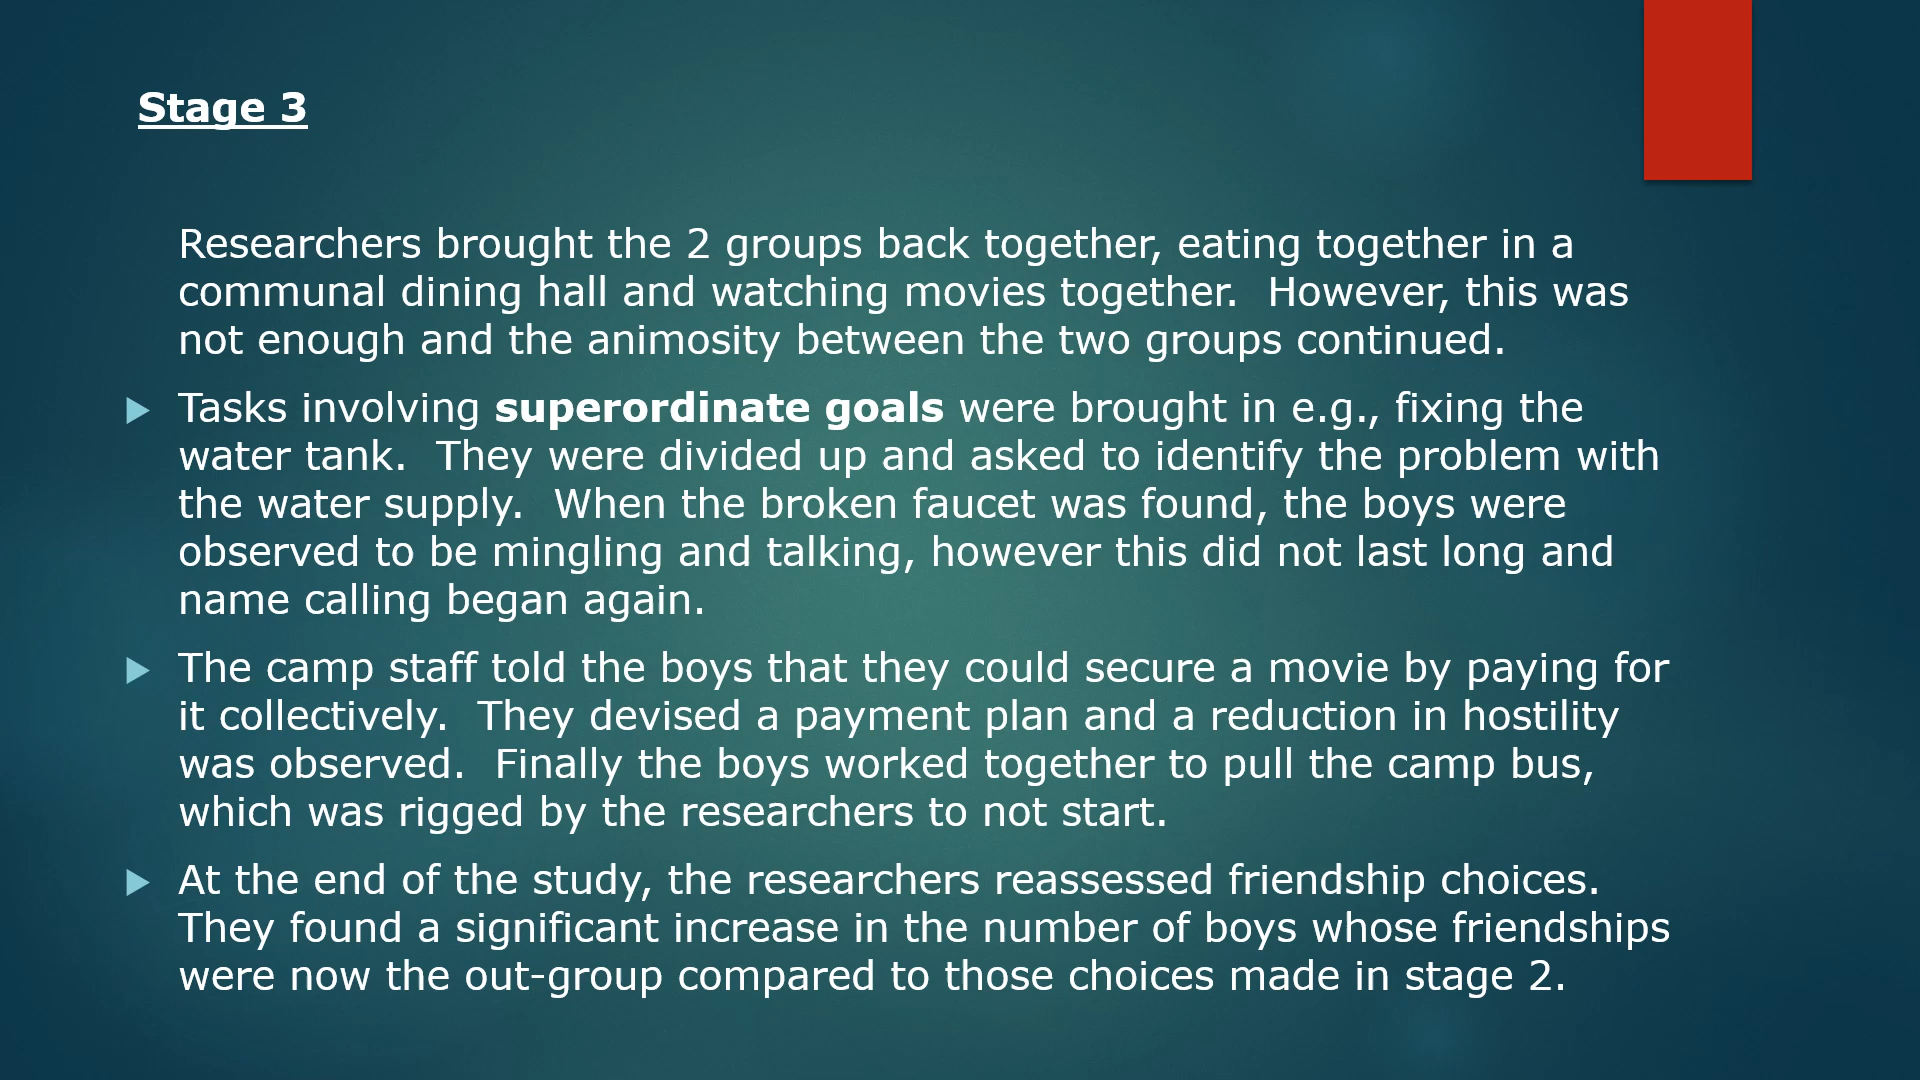 Stage 3
Researchers brought the 2 groups back together, eating together in a
communal dining hall and watching movies together.  However, this was
not enough and the animosity between the two groups continued.
Tasks involving superordinate goals were brought in e.g., fixing the
water tank.  They were divided up and asked to identify the problem with
the water supply.  When the broken faucet was found, the boys were
observed to be mingling and talking, however this did not last long and
name calling began again.
The camp staff told the boys that they could secure a movie by paying for
it collectively.  They devised a payment plan and a reduction in hostility
was observed.  Finally the boys worked together to pull the camp bus,
which was rigged by the researchers to not start.
At the end of the study, the researchers reassessed friendship choices.
They found a significant increase in the number of boys whose friendships
were now the out-group compared to those choices made in stage 2.